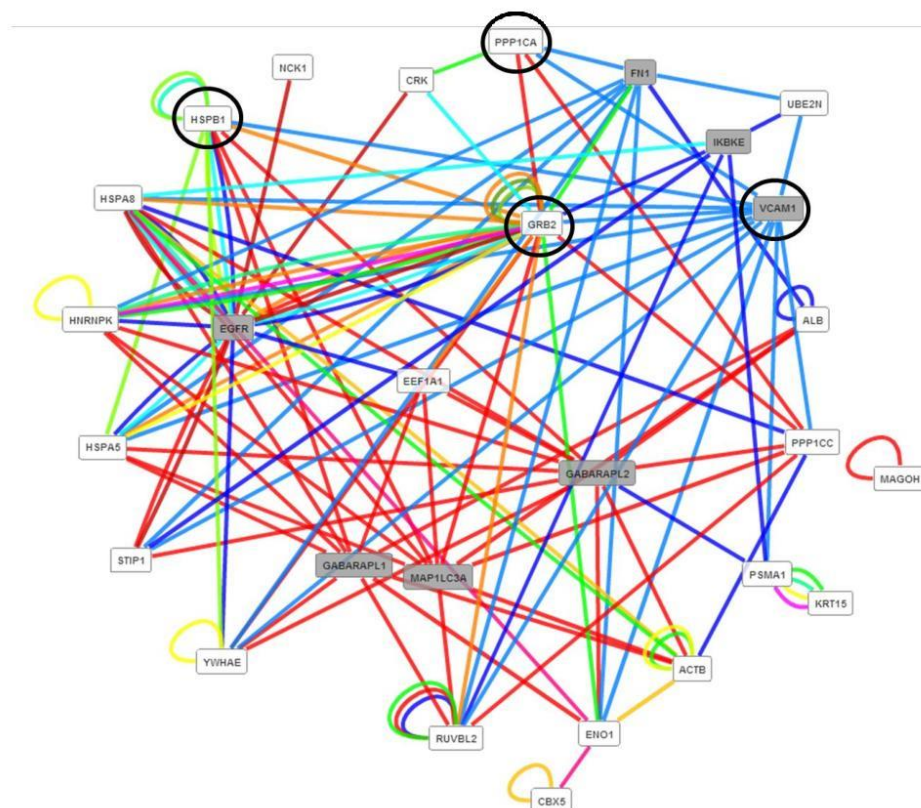 PPP1CA
NCK1
CRK
FN1
UBE2N
HSPB1
IKBKE
HSPA8
VCAM1
GRB2
HNRNPK
EGFR
ALB
EEF1A1
HSPA5
PPP1CC
GABARAPL2
MAGOH
STIP1
GABARAPL1
MAP1LC3A
PSMA1
KRT15
YWHAE
ACTB
RUVBL2
ENO1
CBX5